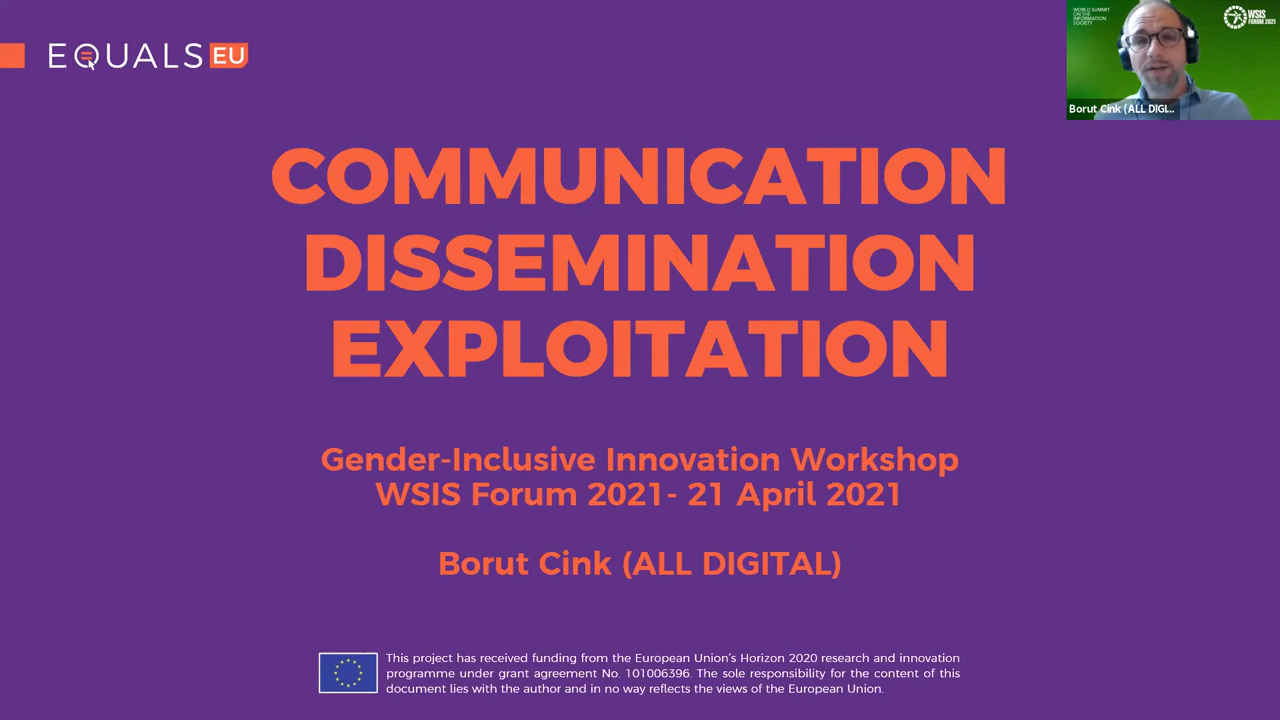 EQUALS EU
WORLD SUMMIT
ON THE
INFORMATION
SOCIETY
WSIS
FORUM 2021
Borut Cink (ALL DIGI...
COMMUNICATION
DISSEMINATION
EXPLOITATION
Gender-Inclusive Innovation Workshop
WSIS Forum 2021- 21 April 2021
Borut Cink (ALL DIGITAL)
This project has received funding from the European Union's Horizon 2020 research and innovation
programme under grant agreement No. 101006396. The sole responsibility for the content of this
document lies with the author and in no way reflects the views of the European Union.